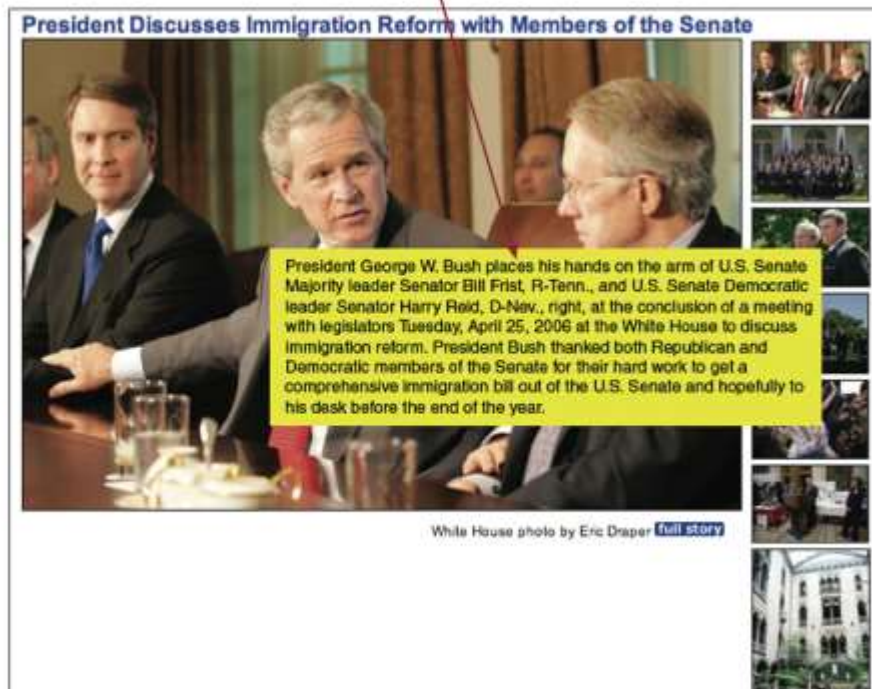 President Discusses Immigration Reform with Members of the Senate
President George W. Bush places his hands on the arm of U.S. Senate
Majority leader Senator Bill Frist, R-Tenn., and U.S. Senate Democratic
leader Senator Harry Reid, D-Nev., right, at the conclusion of a meeting
with legislators Tuesday, April 25, 2006 at the White House to discuss
immigration reform. President Bush thanked both Republican and
Democratic members of the Senate for their hard work to get a
comprehensive immigration bill out of the U.S. Senate and hopefully to
his desk before the end of the year.
White House photo by Eric Draper full story